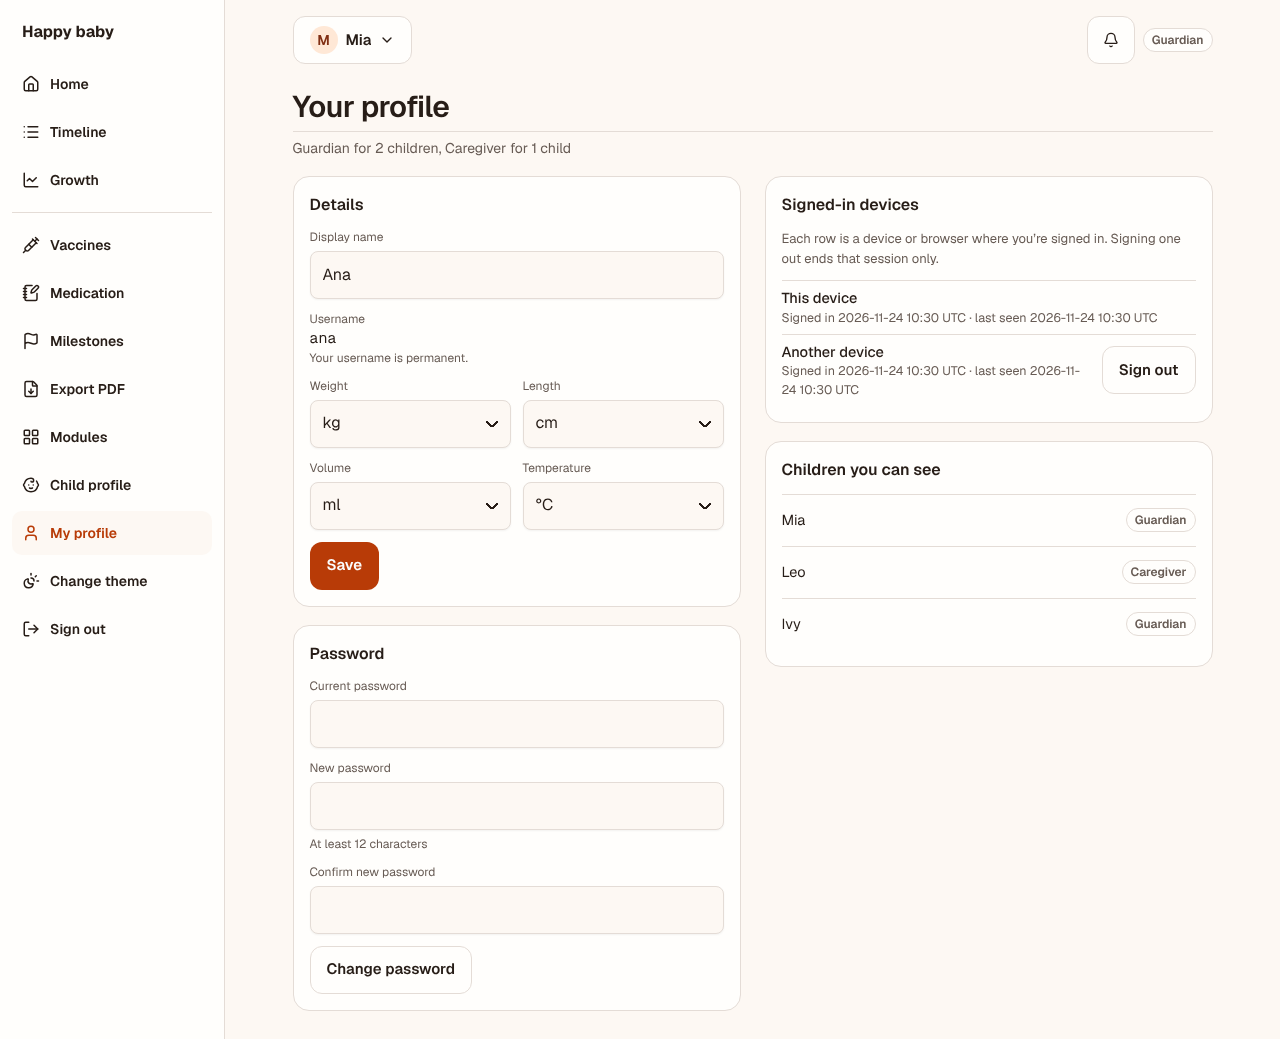 Happy baby
Home
Timeline
Growth
Vaccines
Medication
Milestones
Export PDF
Modules
Child profile
My profile
Change theme
Sign out
M Mia
Guardian
Your profile
Guardian for 2 children, Caregiver for 1 child
Details
Display name
Ana
Username
ana
Your username is permanent.
Weight
Length
kg
cm
Volume
Temperature
ml
°C
Save
Password
Current password
New password
At least 12 characters
Confirm new password
Change password
Signed-in devices
Each row is a device or browser where you're signed in. Signing one
out ends that session only.
This device
Signed in 2026-11-24 10:30 UTC · last seen 2026-11-24 10:30 UTC
Another device
Signed in 2026-11-24 10:30 UTC · last seen 2026-11-
24 10:30 UTC
Sign out
Children you can see
Mia
Guardian
Leo
Caregiver
Ivy
Guardian